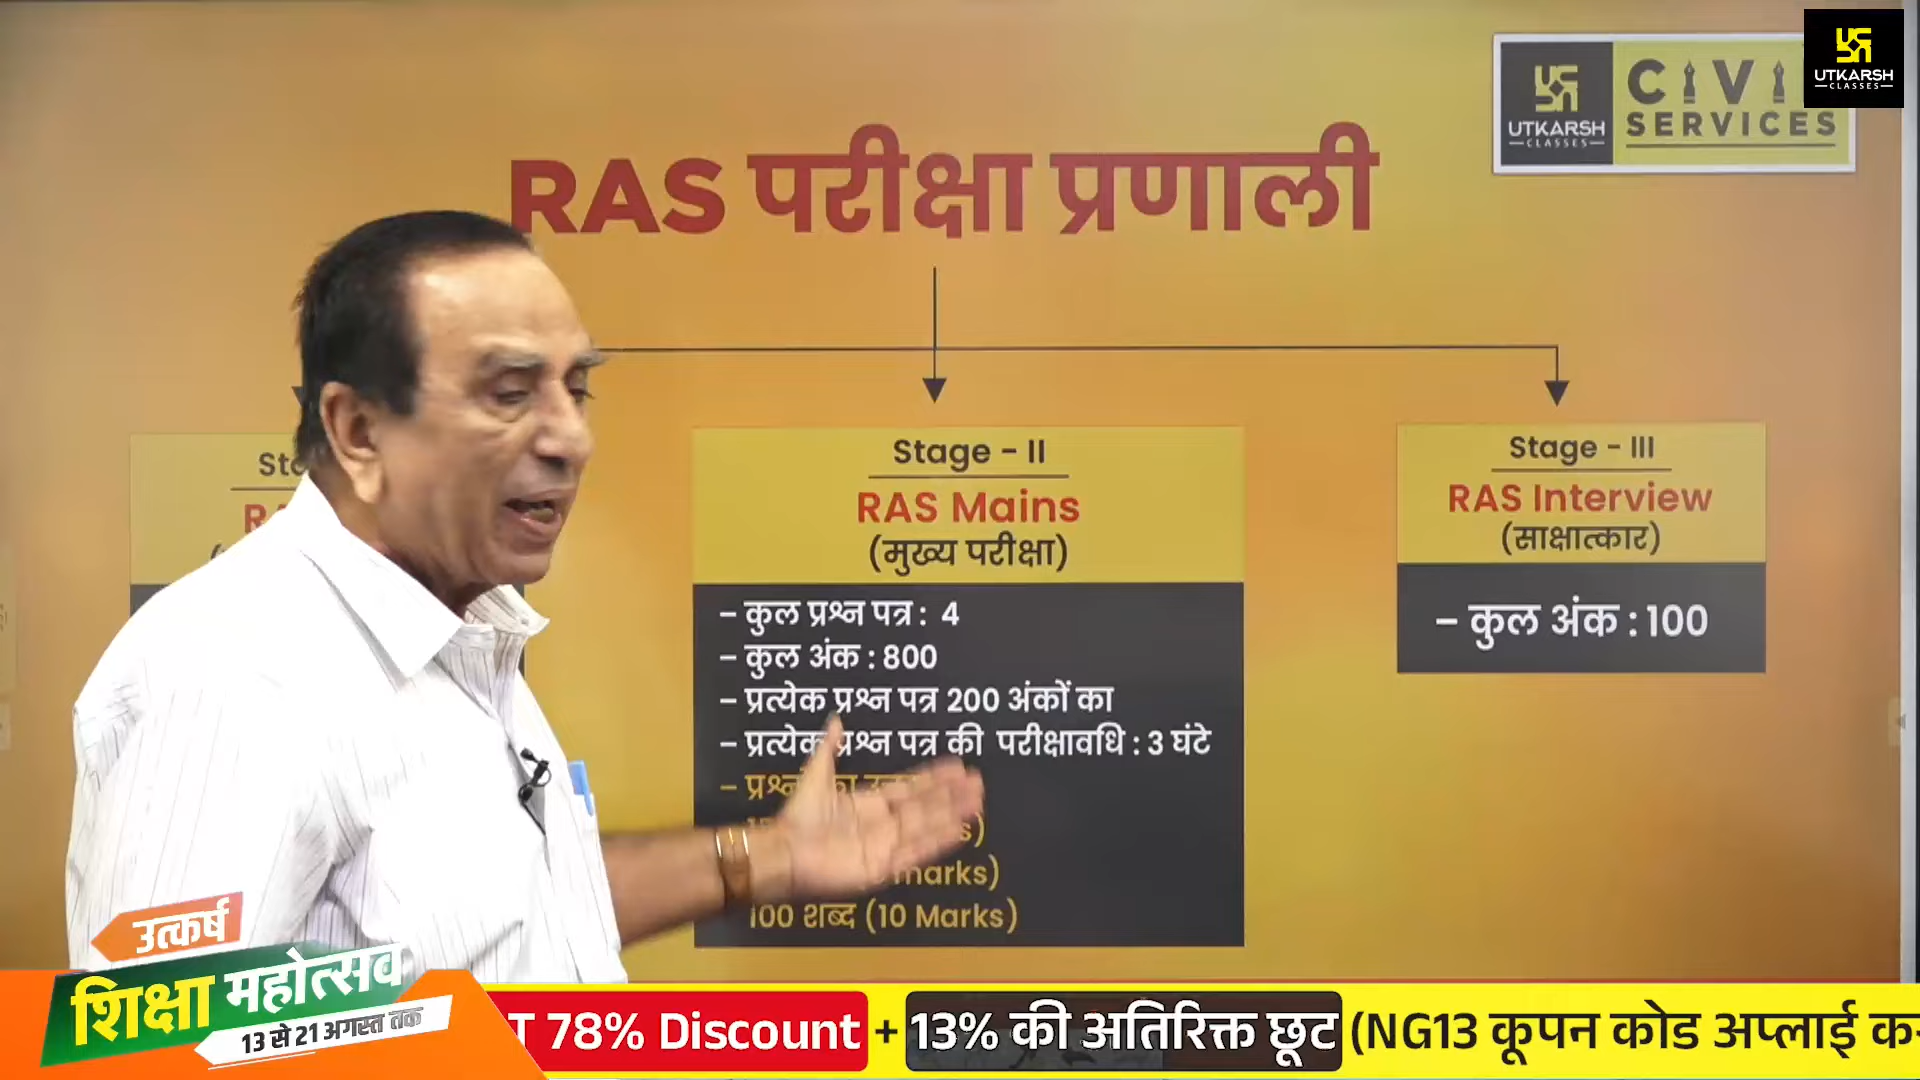 UTKARSH
CLASSES
UTKARSH
CLASSES
CIVI
SERVICES
RAS परीक्षा प्रणाली
Stage - II
RAS Mains
(मुख्य परीक्षा)
– कुल प्रश्न पत्र : 4
– कुल अंक : 800
– प्रत्येक प्रश्न पत्र 200 अंकों का
– प्रत्येक प्रश्न पत्र की परीक्षावधि : 3 घंटे
marks)
100 शब्द (10 Marks)
Stage - III
RAS Interview
(साक्षात्कार)
– कुल अंक : 100
उत्कर्ष
शिक्षा महोत्सव
13 से 21 अगस्त तक
T 78% Discount + 13% की अतिरिक्त छूट (NG13 कूपन कोड अप्लाई